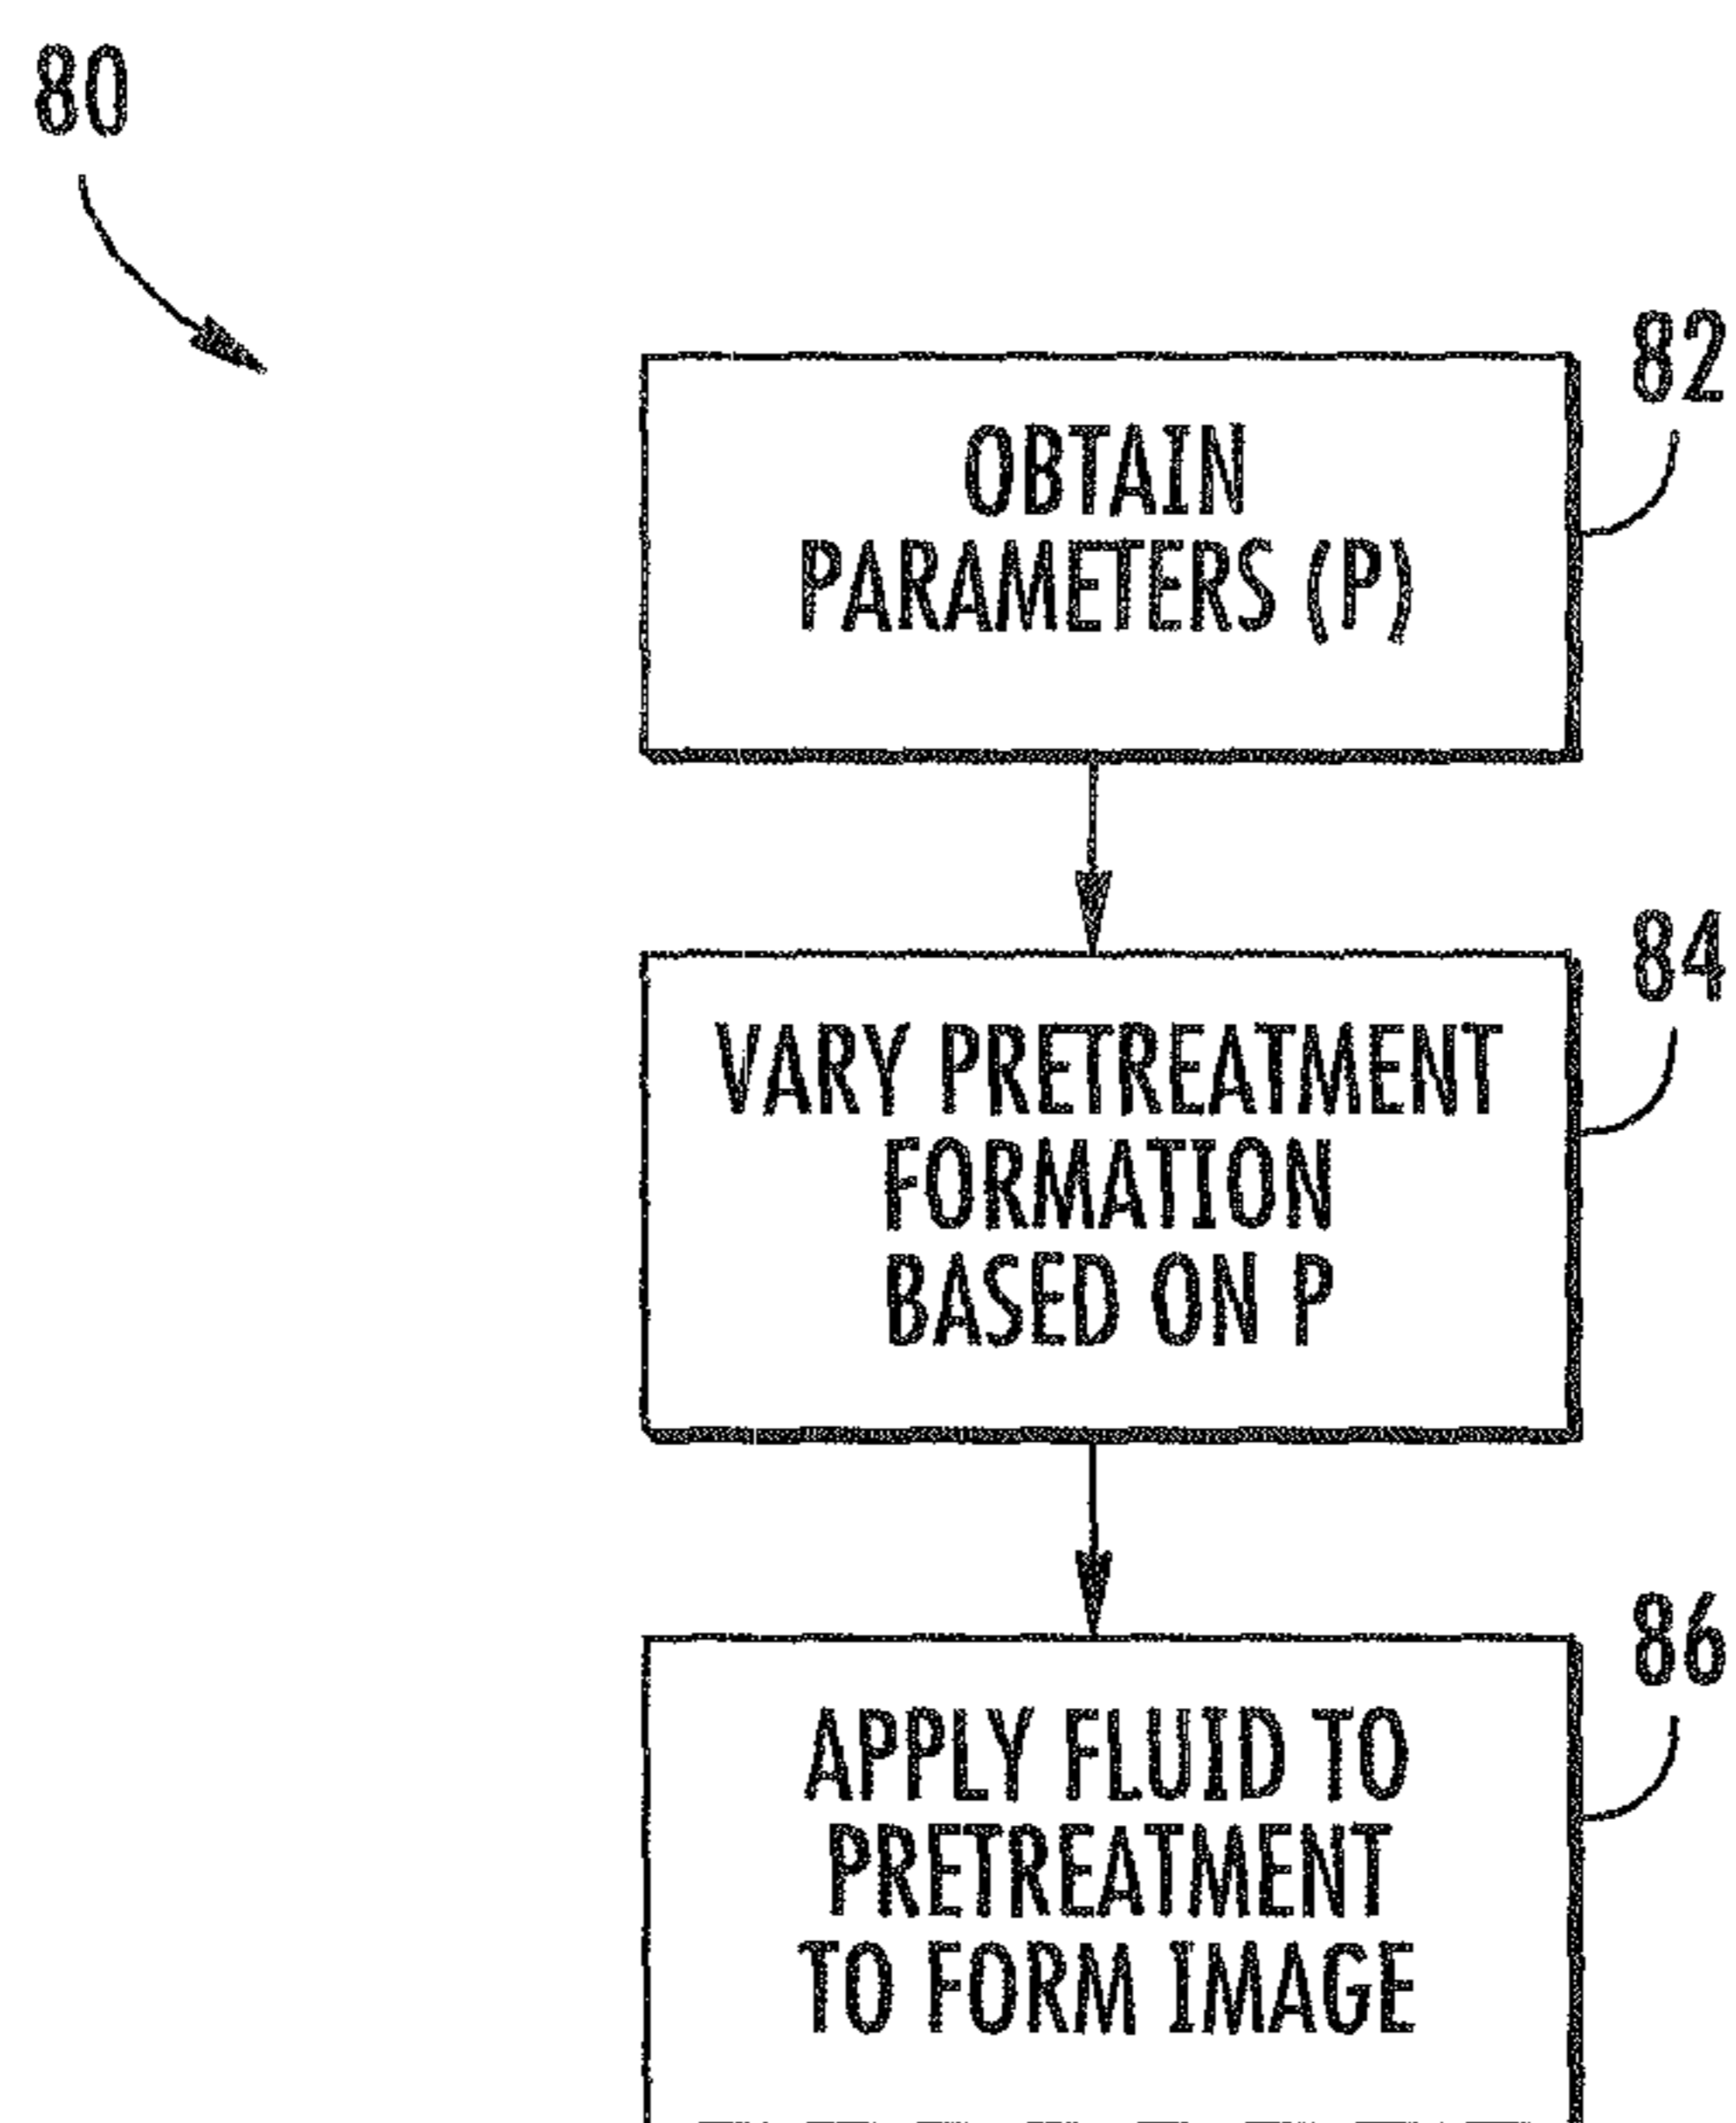 80
82
OBTAIN
PARAMETERS (P)
84
VARY PRETREATMENT
FORMATION
BASED ON P
86
APPLY FLUID TO
PRETREATMENT
TO FORM IMAGE